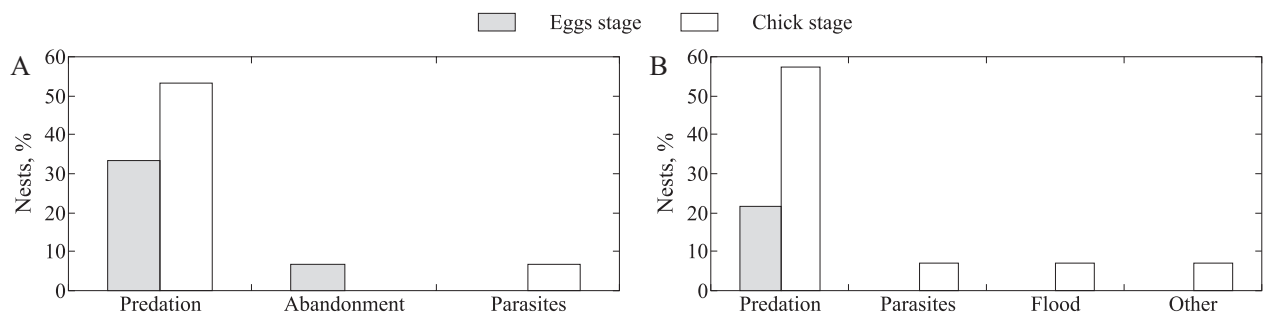 Eggs stage Chick stage
A B
60 60
50 50
40 40
30 30
20 20
10 10
0 0
Nests, % Nests, %
Predation Abandonment Parasites Predation Parasites Flood Other